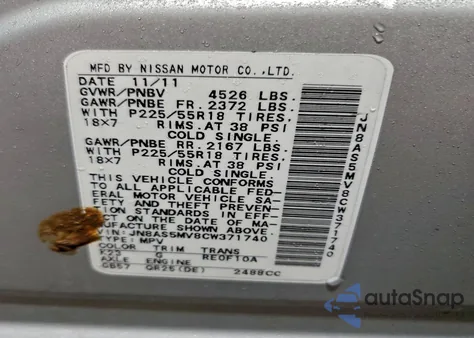 MFD BY NISSAN MOTOR CO.,LTD.
DATE 11/11
GVWR/PNBV 4526 LBS.
GAWR/PNBE FR. 2372 LBS.
WITH P225/55R18 TIRES.
18X7 RIMS. AT 38 PSI
COLD SINGLE.
GAWR/PNBE RR. 2167 LBS.
WITH P225/55R18 TIRES.
18X7 RIMS. AT 38 PSI
COLD SINGLE.
THIS VEHICLE CONFORMS
TO ALL APPLICABLE FED-
ERAL MOTOR VEHICLE SA-
FETY AND THEFT PREVEN-
TION STANDARDS IN EFF-
ECT ON THE DATE OF MA-
NUFACTURE SHOWN ABOVE.
VIN:JN8AS5MV8CW371740
TYPE:MPV
COLOR TRIM TRANS
K23 G RE0F10A
AXLE ENGINE
GB57 QR25(DE) 2488CC
JN8AS5MV8CW371740
autoSnap